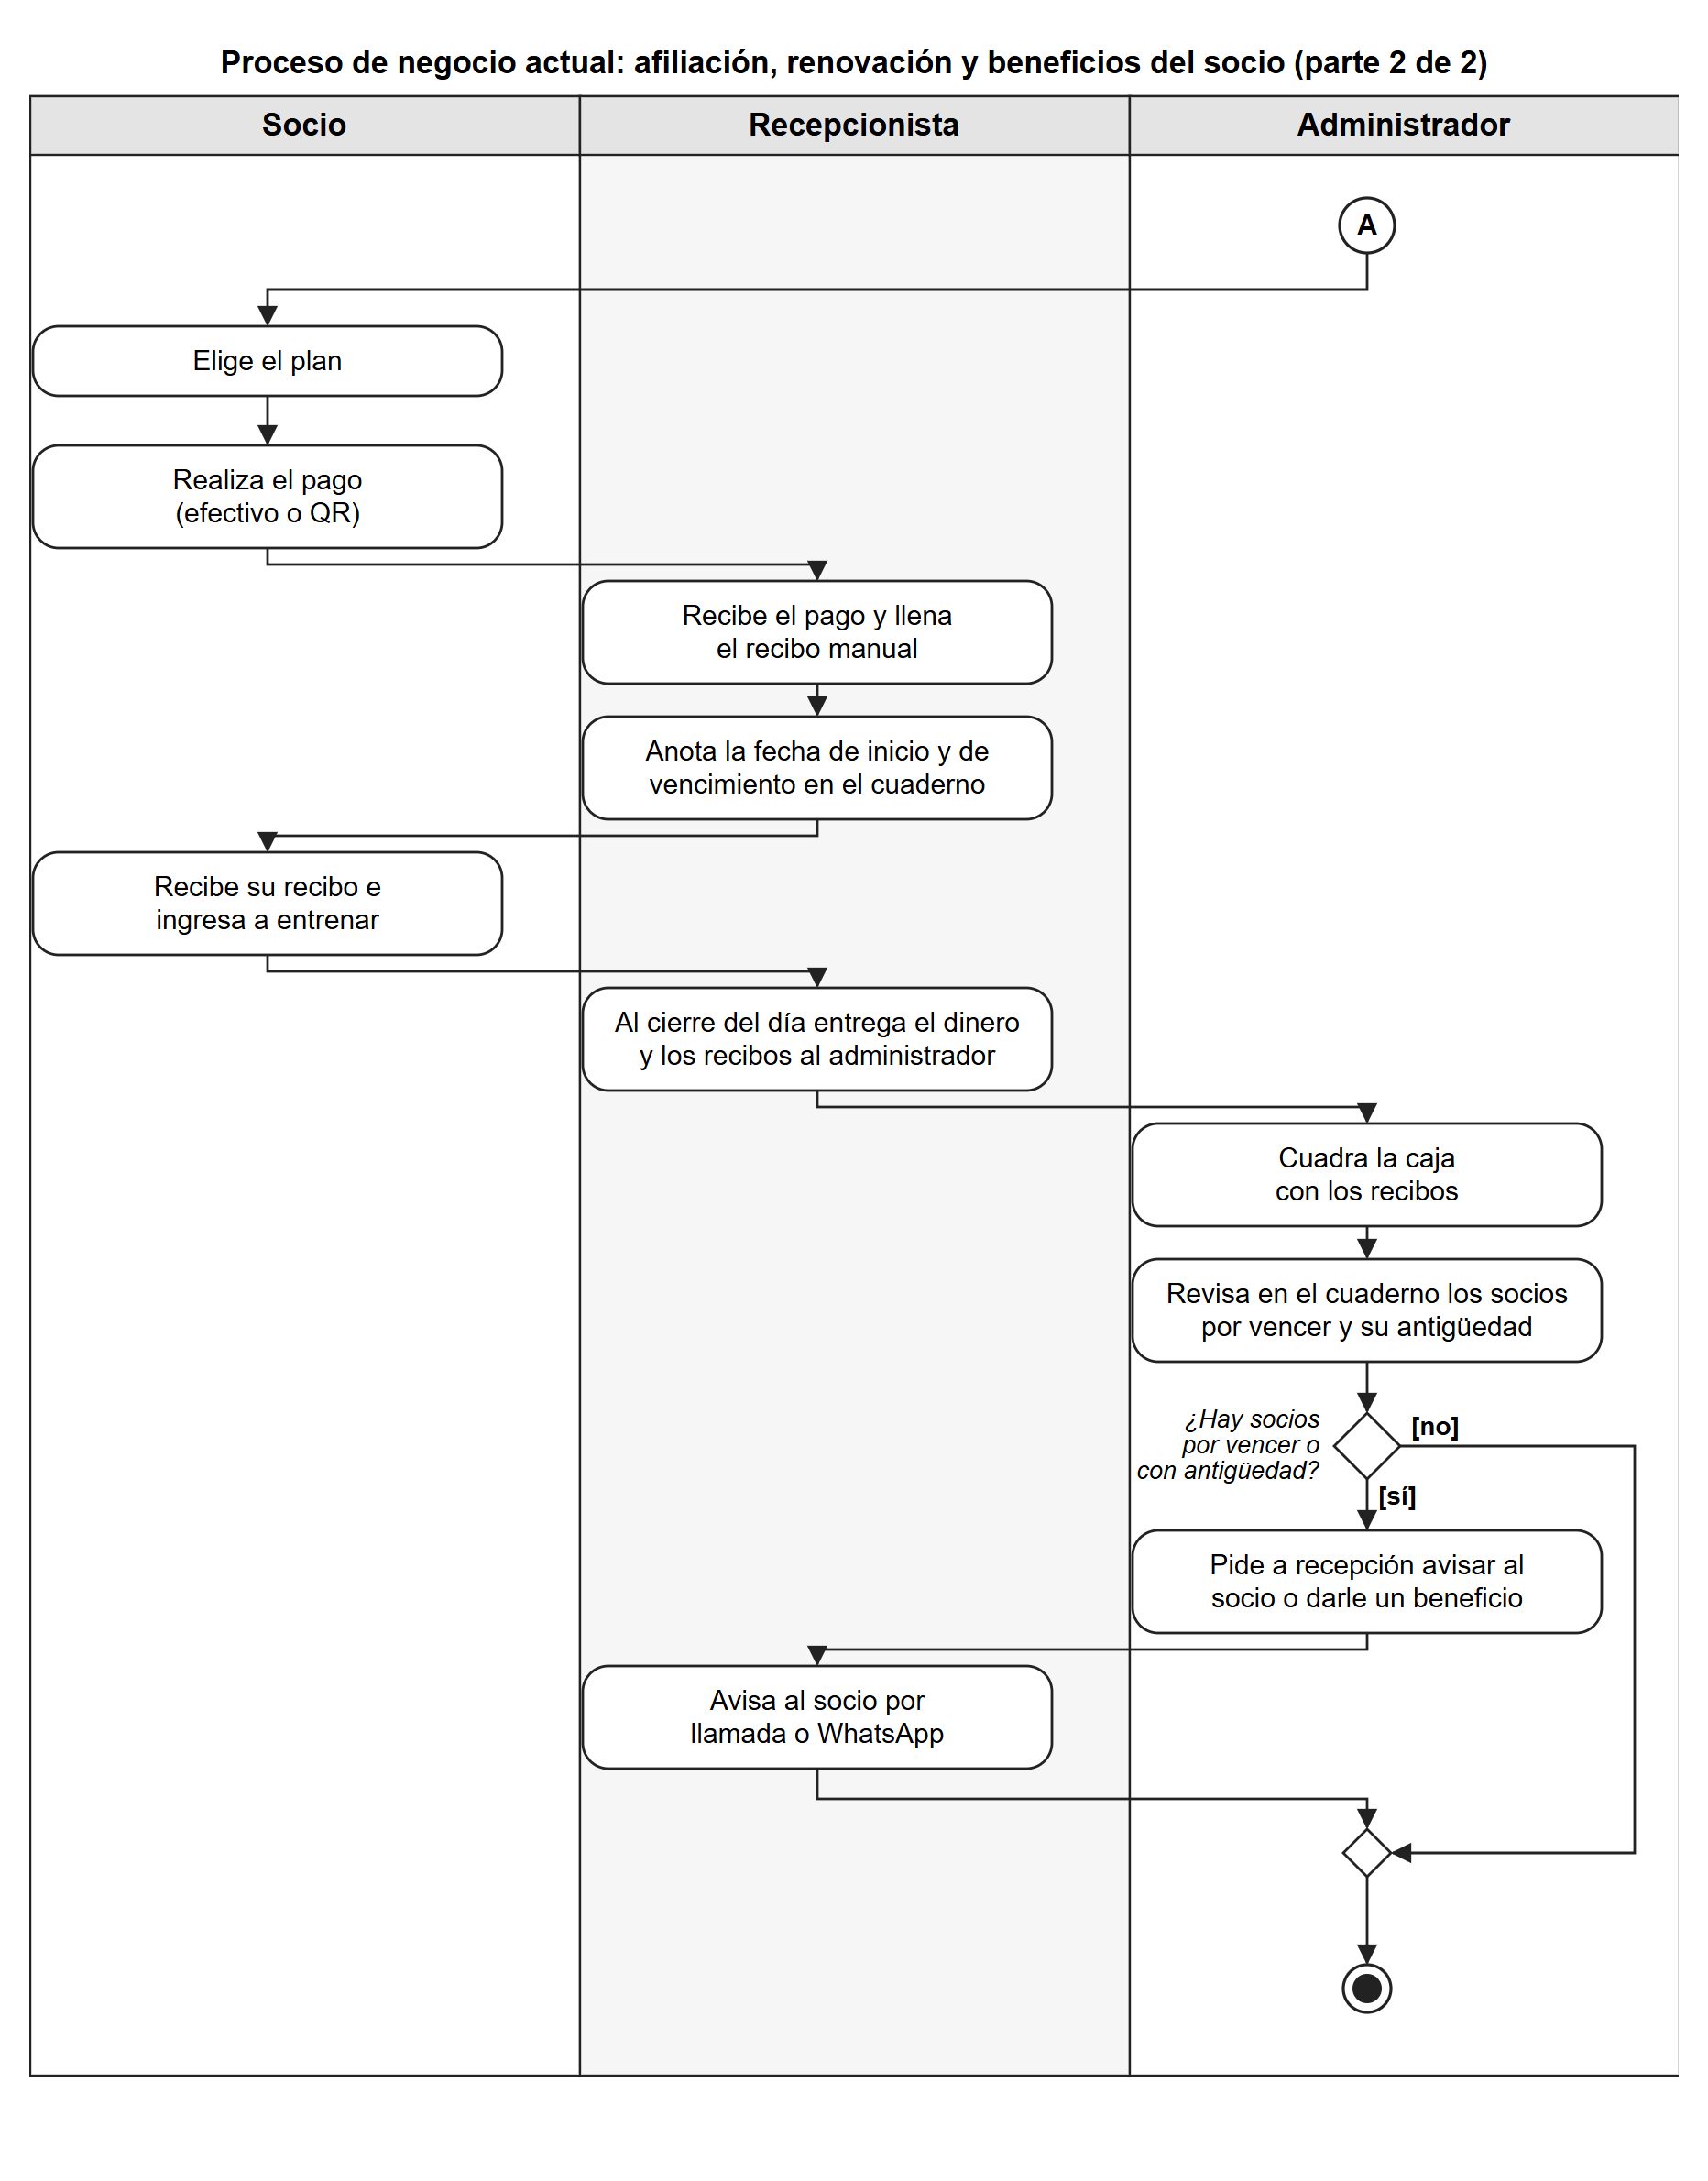 Proceso de negocio actual: afiliación, renovación y beneficios del socio (parte 2 de 2)
Socio
Recepcionista
Administrador
A
Elige el plan
Realiza el pago
(efectivo o QR)
Recibe el pago y llena
el recibo manual
Anota la fecha de inicio y de
vencimiento en el cuaderno
Recibe su recibo e
ingresa a entrenar
Al cierre del día entrega el dinero
y los recibos al administrador
Cuadra la caja
con los recibos
Revisa en el cuaderno los socios
por vencer y su antigüedad
¿Hay socios
por vencer o
con antigüedad?
[no]
[sí]
Pide a recepción avisar al
socio o darle un beneficio
Avisa al socio por
llamada o WhatsApp